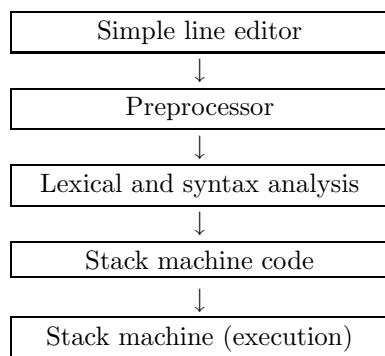 Simple line editor
↓
Preprocessor
↓
Lexical and syntax analysis
↓
Stack machine code
↓
Stack machine (execution)